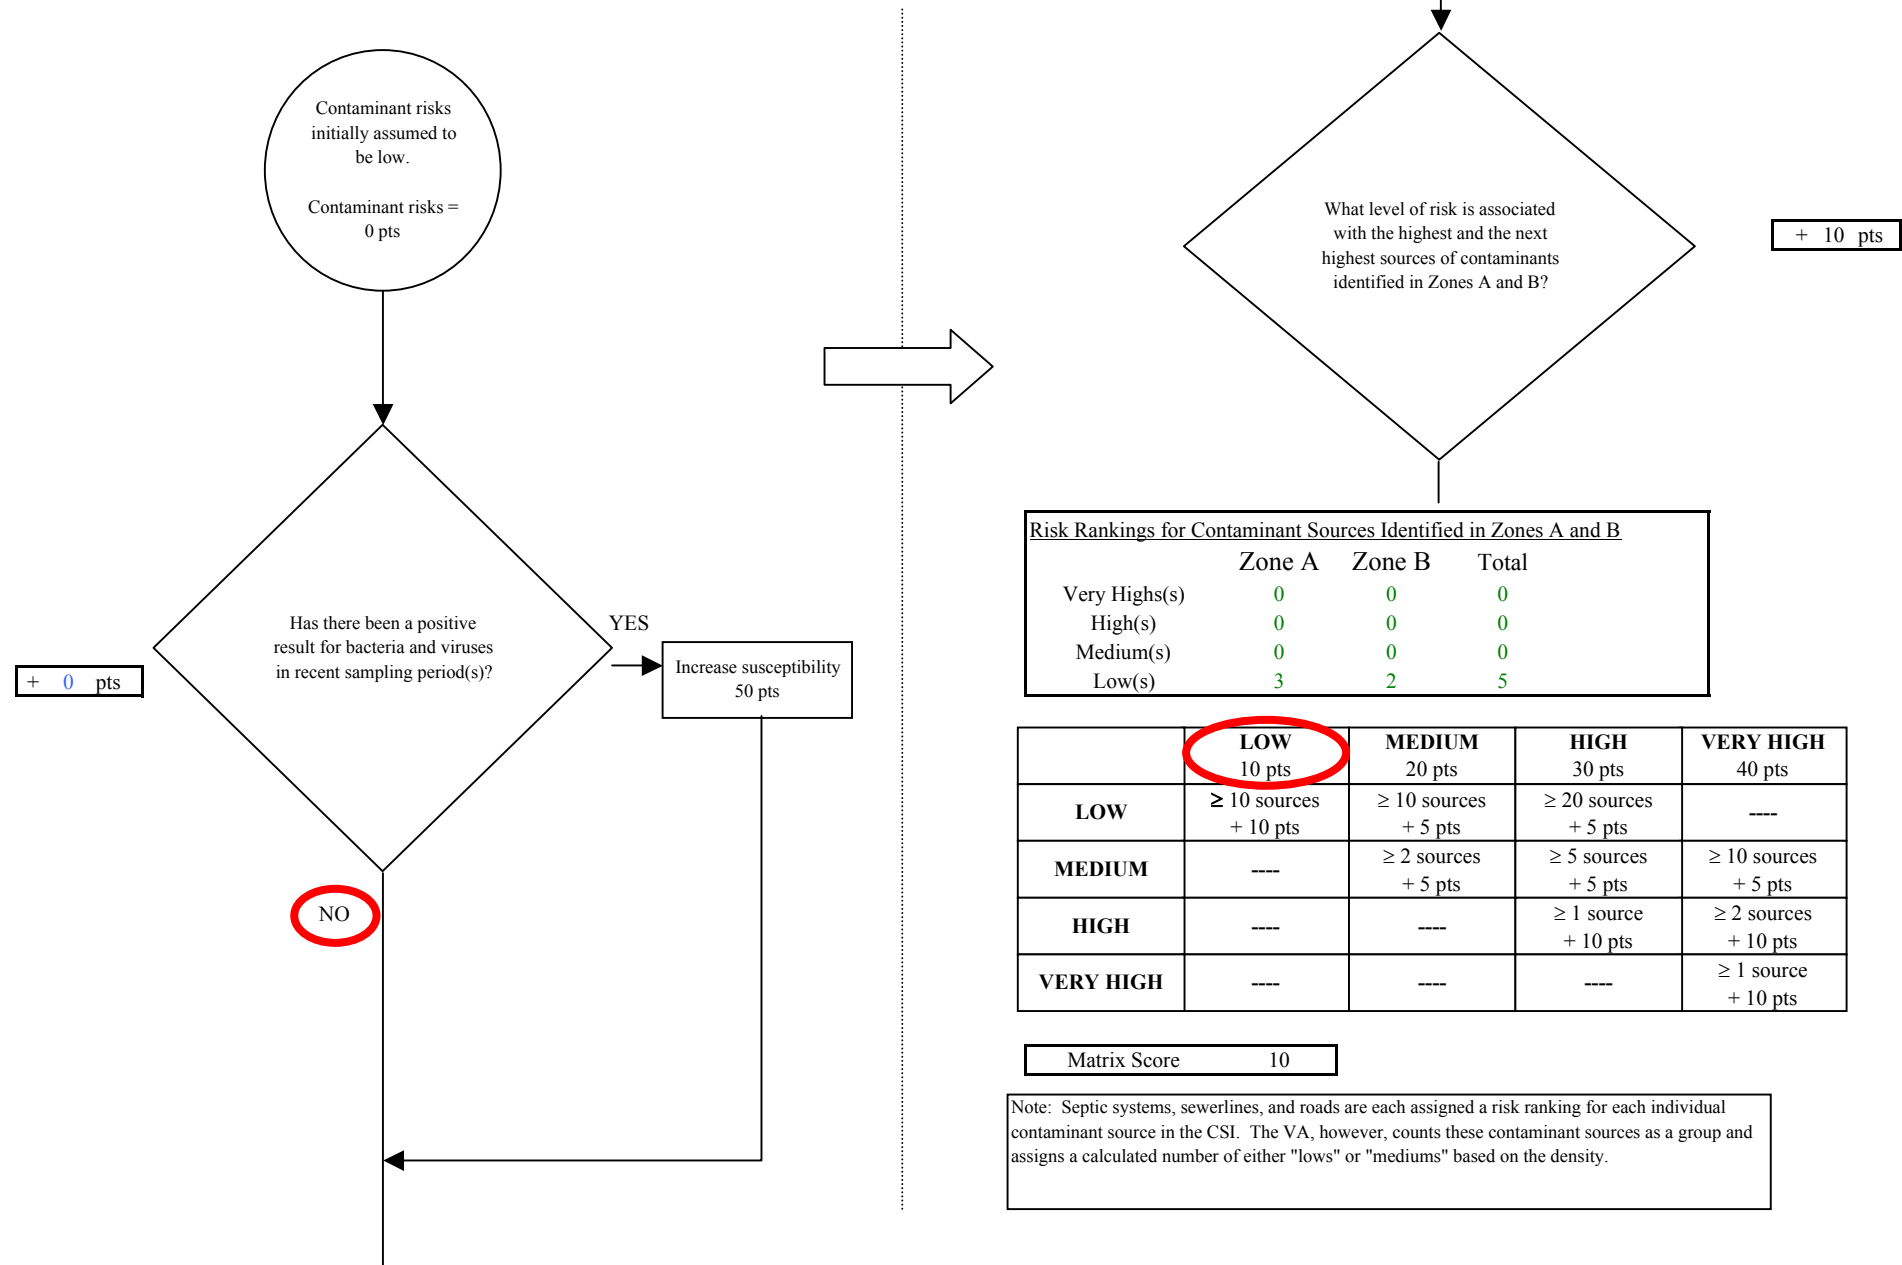 Contaminant risks
initially assumed to
be low.
Contaminant risks =
0 pts
Has there been a positive
result for bacteria and viruses
in recent sampling period(s)?
+ 0 pts
YES
Increase susceptibility
50 pts
NO
What level of risk is associated
with the highest and the next
highest sources of contaminants
identified in Zones A and B?
+ 10 pts
Risk Rankings for Contaminant Sources Identified in Zones A and B
Zone A Zone B Total
Very Highs(s) 0 0 0
High(s) 0 0 0
Medium(s) 0 0 0
Low(s) 3 2 5
LOW MEDIUM HIGH VERY HIGH
10 pts 20 pts 30 pts 40 pts
LOW ≥ 10 sources ≥ 10 sources ≥ 20 sources ----
+ 10 pts + 5 pts + 5 pts
MEDIUM ---- ≥ 2 sources ≥ 5 sources ≥ 10 sources
+ 5 pts + 5 pts + 5 pts
HIGH ---- ---- ≥ 1 source ≥ 2 sources
+ 10 pts + 10 pts
VERY HIGH ---- ---- ---- ≥ 1 source
+ 10 pts
Matrix Score 10
Note: Septic systems, sewerlines, and roads are each assigned a risk ranking for each individual
contaminant source in the CSI. The VA, however, counts these contaminant sources as a group and
assigns a calculated number of either "lows" or "mediums" based on the density.